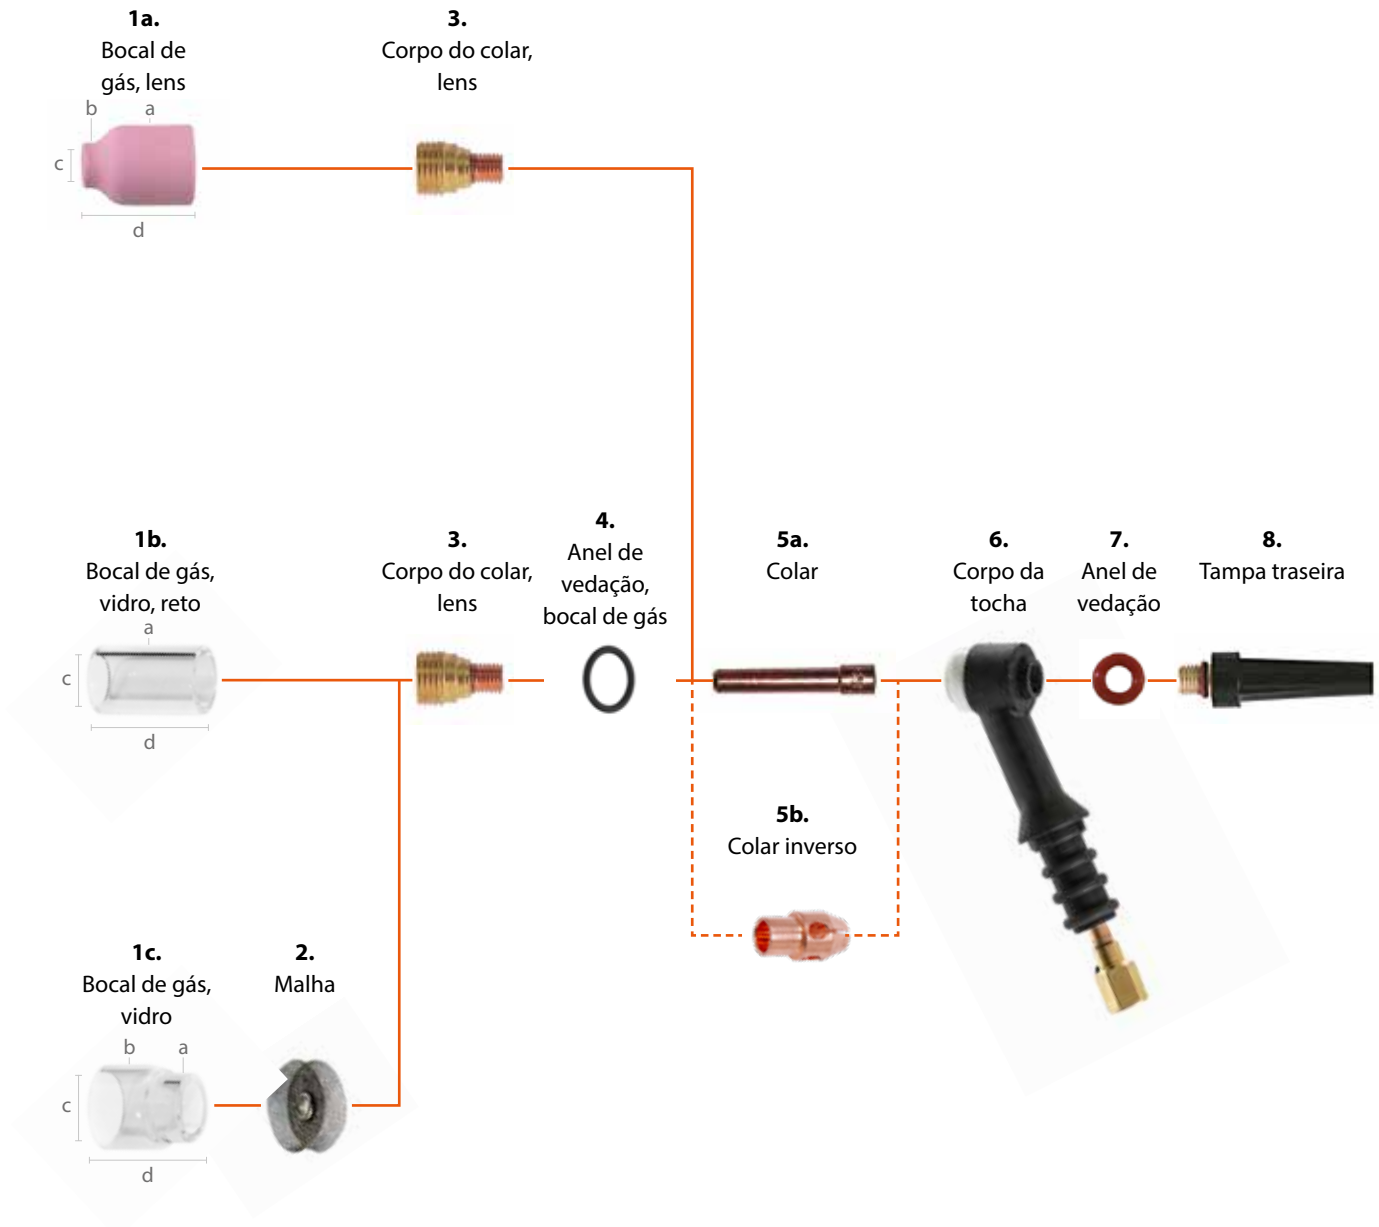 1a.
Bocal de
gás, lens
b
a
c
d
3.
Corpo do colar,
lens
1b.
Bocal de gás,
vidro, reto
a
c
d
3.
Corpo do colar,
lens
4.
Anel de
vedação,
bocal de gás
5a.
Colar
6.
Corpo da
tocha
7.
Anel de
vedação
8.
Tampa traseira
5b.
Colar inverso
1c.
Bocal de gás,
vidro
b
a
c
d
2.
Malha